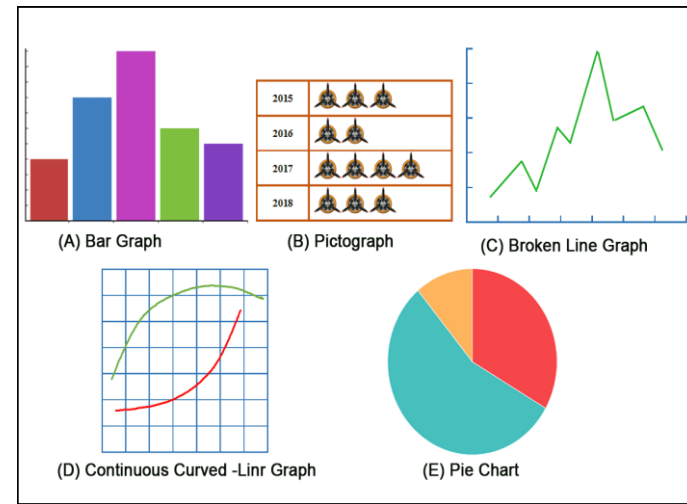 2015
2016
2017
2018
(A) Bar Graph
(B) Pictograph
(C) Broken Line Graph
(D) Continuous Curved -Linr Graph
(E) Pie Chart